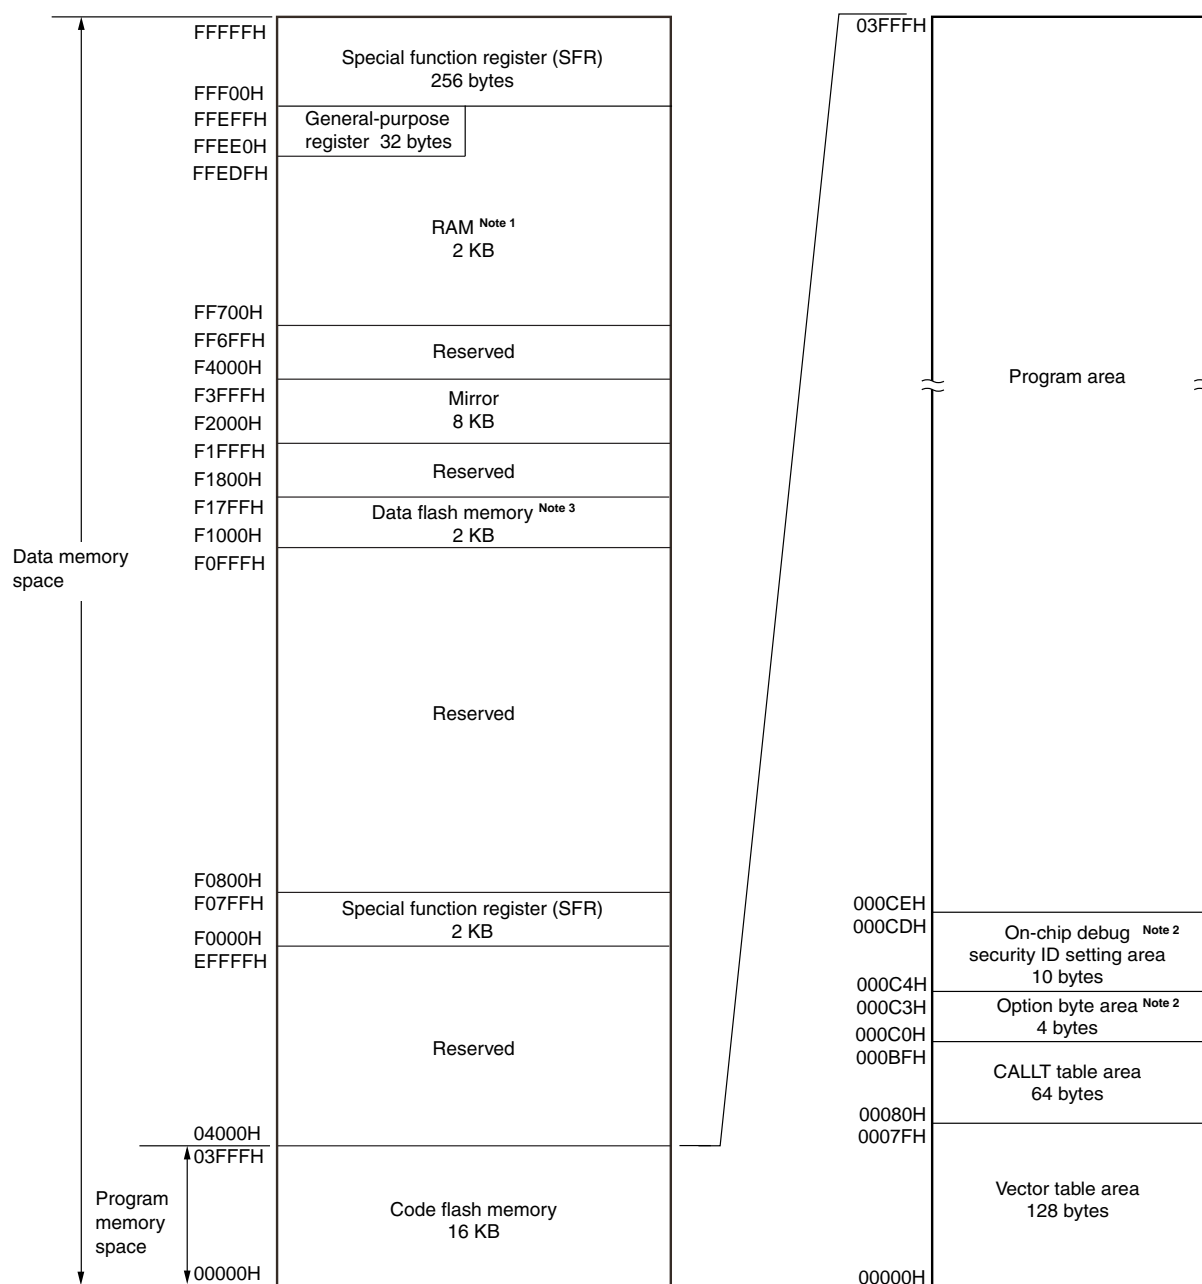 FFFFFH
Special function register (SFR)
256 bytes
FFF00H
FFEFFH
General-purpose
register 32 bytes
FFEE0H
FFEDFH
RAM Note 1
2 KB
FF700H
FF6FFH
Reserved
F4000H
F3FFFH
Mirror
8 KB
F2000H
F1FFFH
Reserved
F1800H
F17FFH
Data flash memory Note 3
2 KB
F1000H
F0FFFH
Data memory
space
Reserved
F0800H
F07FFH
Special function register (SFR)
2 KB
F0000H
EFFFFH
Reserved
04000H
03FFFH
Program
memory
space
Code flash memory
16 KB
00000H
03FFFH
Program area
000CEH
000CDH
On-chip debug Note 2
security ID setting area
10 bytes
000C4H
000C3H
Option byte area Note 2
4 bytes
000C0H
000BFH
CALLT table area
64 bytes
00080H
0007FH
Vector table area
128 bytes
00000H